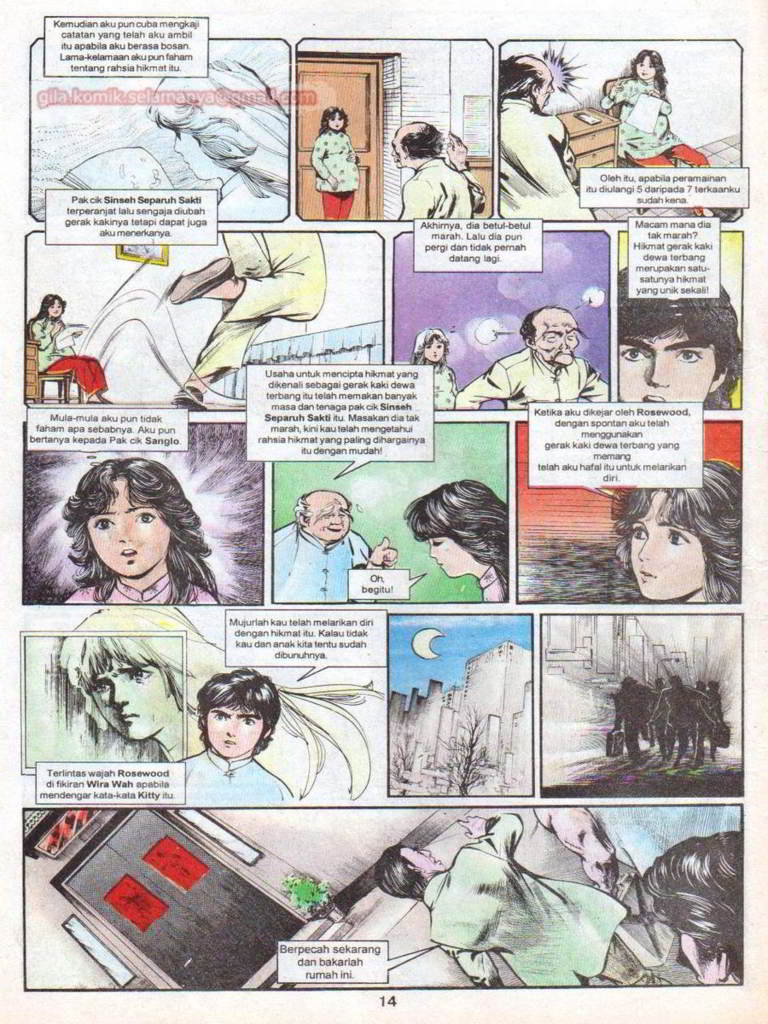 Kemudian aku pun cuba mengkaji
catatan yang telah aku ambil
itu apabila aku berasa bosan.
Lama-kelamaan aku pun faham
tentang rahsia hikmat itu.
gila.komik.selamanya@gmail.com
Pak cik Sinseh Separuh Sakti
terperanjat lalu sengaja diubah
gerak kakinya tetapi dapat juga
aku menerkanya.
Oleh itu, apabila peramainan
itu diulangi 5 daripada 7 terkaanku
sudah kena.
Akhirnya, dia betul-betul
marah. Lalu dia pun
pergi dan tidak pernah
datang lagi.
Macam mana dia
tak marah?
Hikmat gerak kaki
dewa terbang
merupakan satu-
satunya hikmat
yang unik sekali!
Mula-mula aku pun tidak
faham apa sebabnya. Aku pun
bertanya kepada Pak cik Sanglo.
Usaha untuk mencipta hikmat yang
dikenali sebagai gerak kaki dewa
terbang itu telah memakan banyak
masa dan tenaga pak cik Sinseh
Separuh Sakti itu. Masakan dia tak
marah, kini kau telah mengetahui
rahsia hikmat yang paling dihargainya
itu dengan mudah!
Oh,
begitu!
Ketika aku dikejar oleh Rosewood,
dengan spontan aku telah
menggunakan
gerak kaki dewa terbang yang
memang
telah aku hafal itu untuk melarikan
diri.
Mujurlah kau telah melarikan diri
dengan hikmat itu. Kalau tidak
kau dan anak kita tentu sudah
dibunuhnya.
Terlintas wajah Rosewood
di fikiran Wira Wah apabila
mendengar kata-kata Kitty itu.
Berpecah sekarang
dan bakarlah
rumah ini.
14